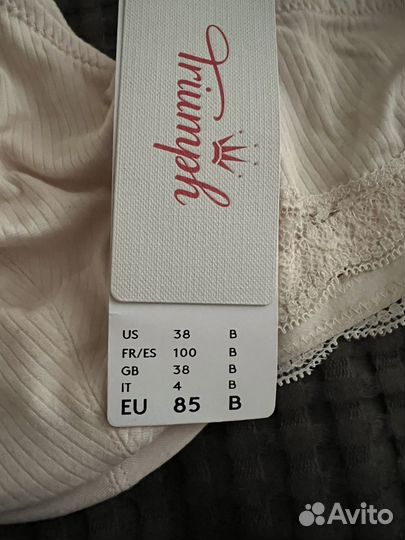 Triumph
US 38 B
FR/ES 100 B
GB 38 B
IT 4 B
EU 85 B
Avito